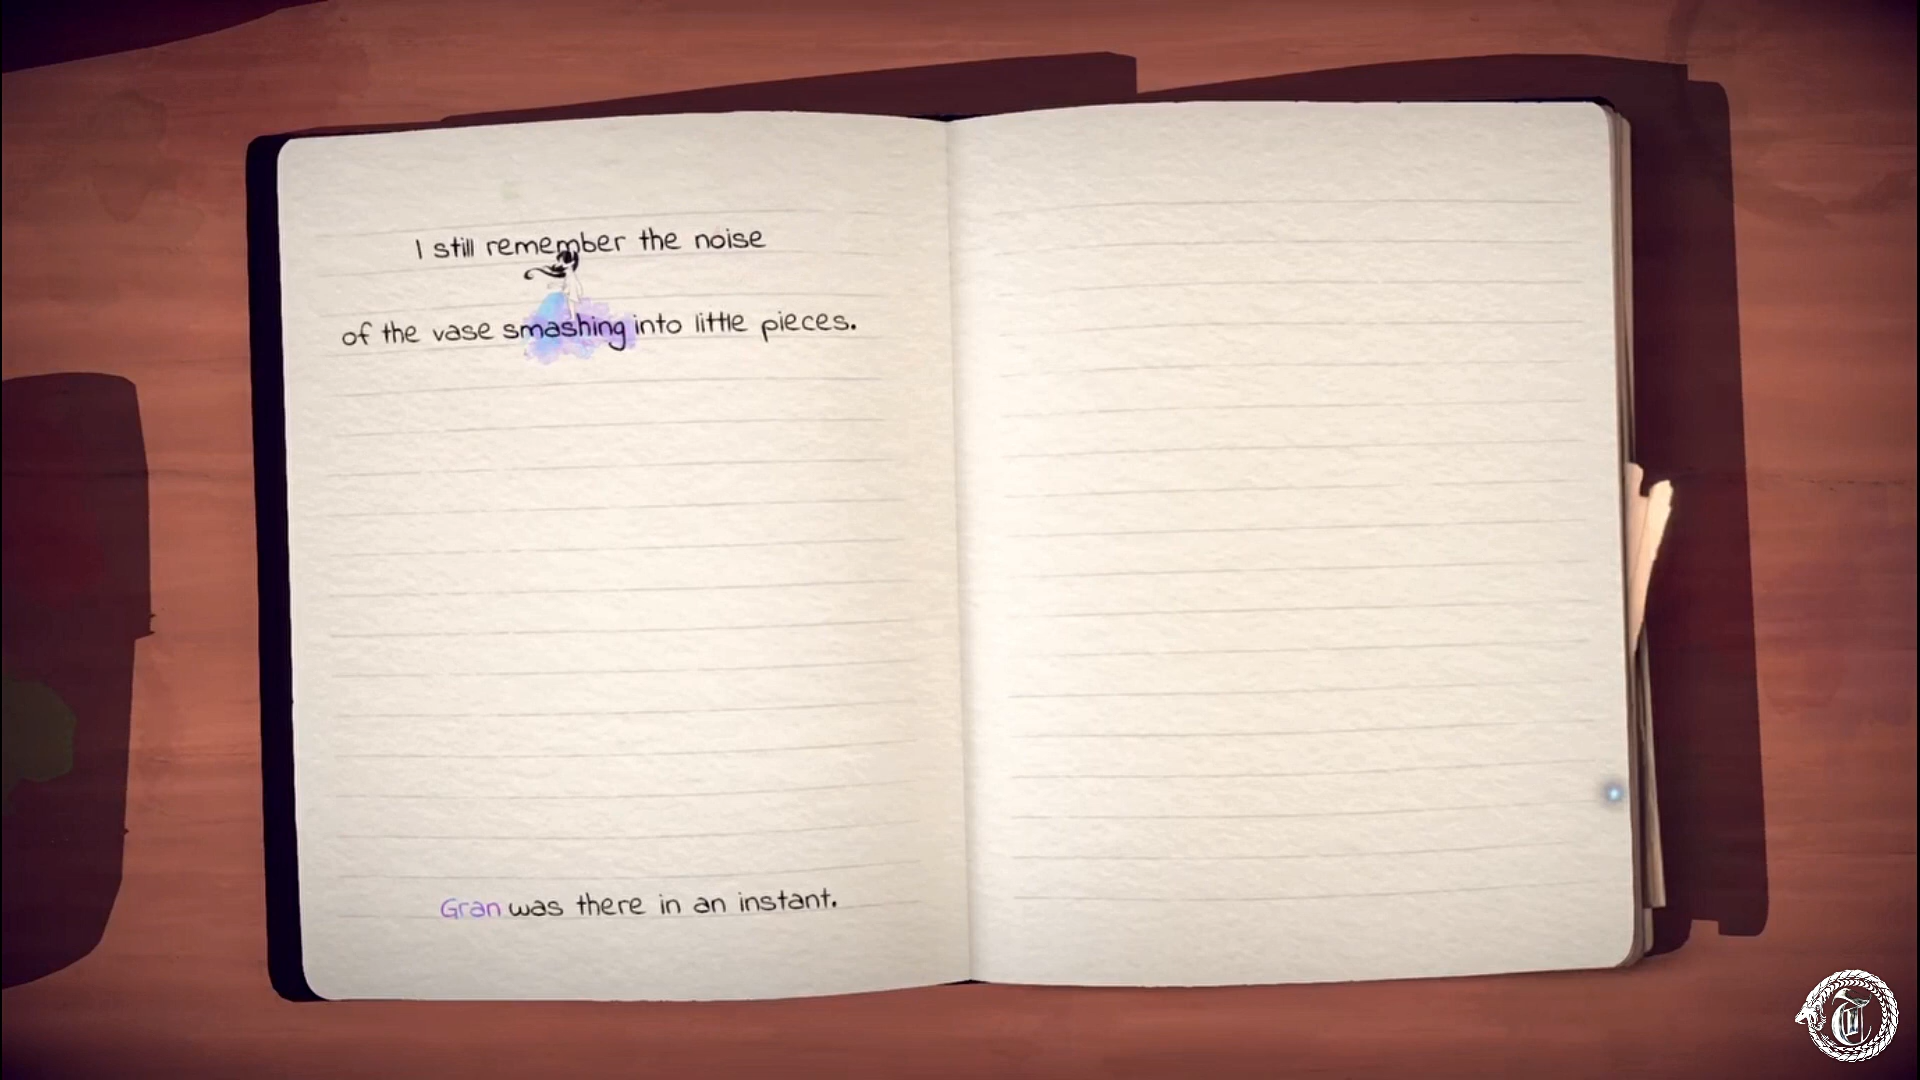 I still remember the noise
of the vase smashing into little pieces.
Gran was there in an instant.